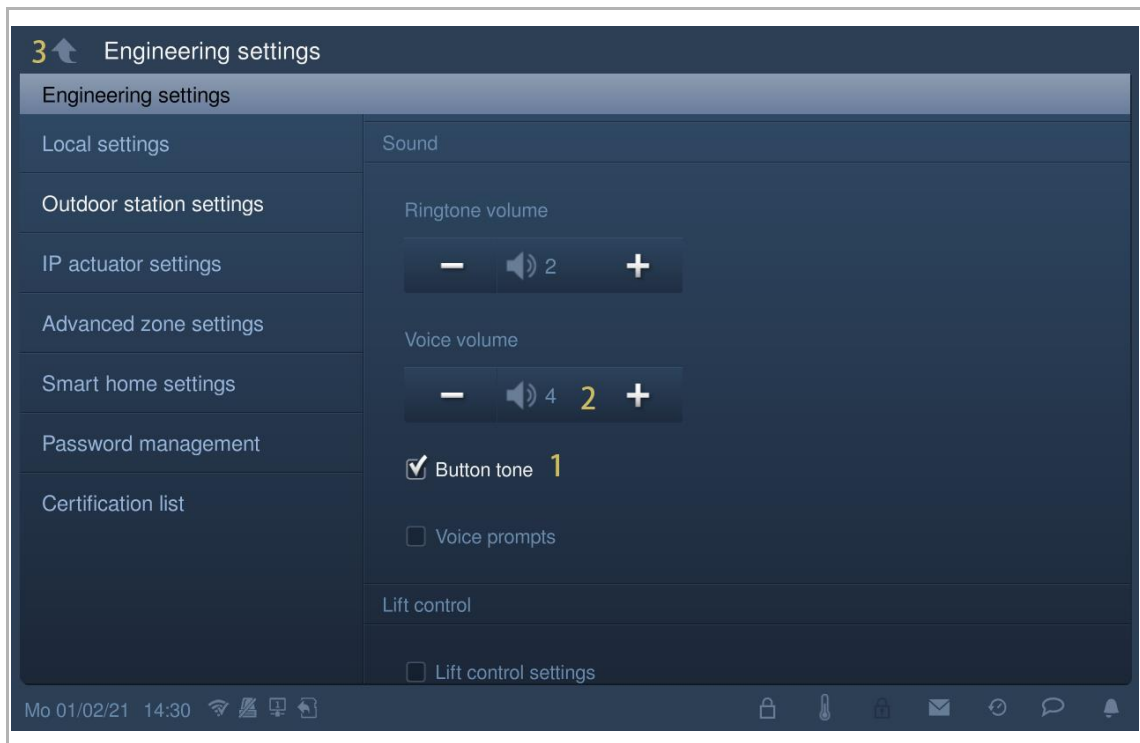 3 Engineering settings
Engineering settings
Local settings
Outdoor station settings
IP actuator settings
Advanced zone settings
Smart home settings
Password management
Certification list
Sound
Ringtone volume
− 2 +
Voice volume
− 4 2 +
Button tone 1
Voice prompts
Lift control
Lift control settings
Mo 01/02/21 14:30